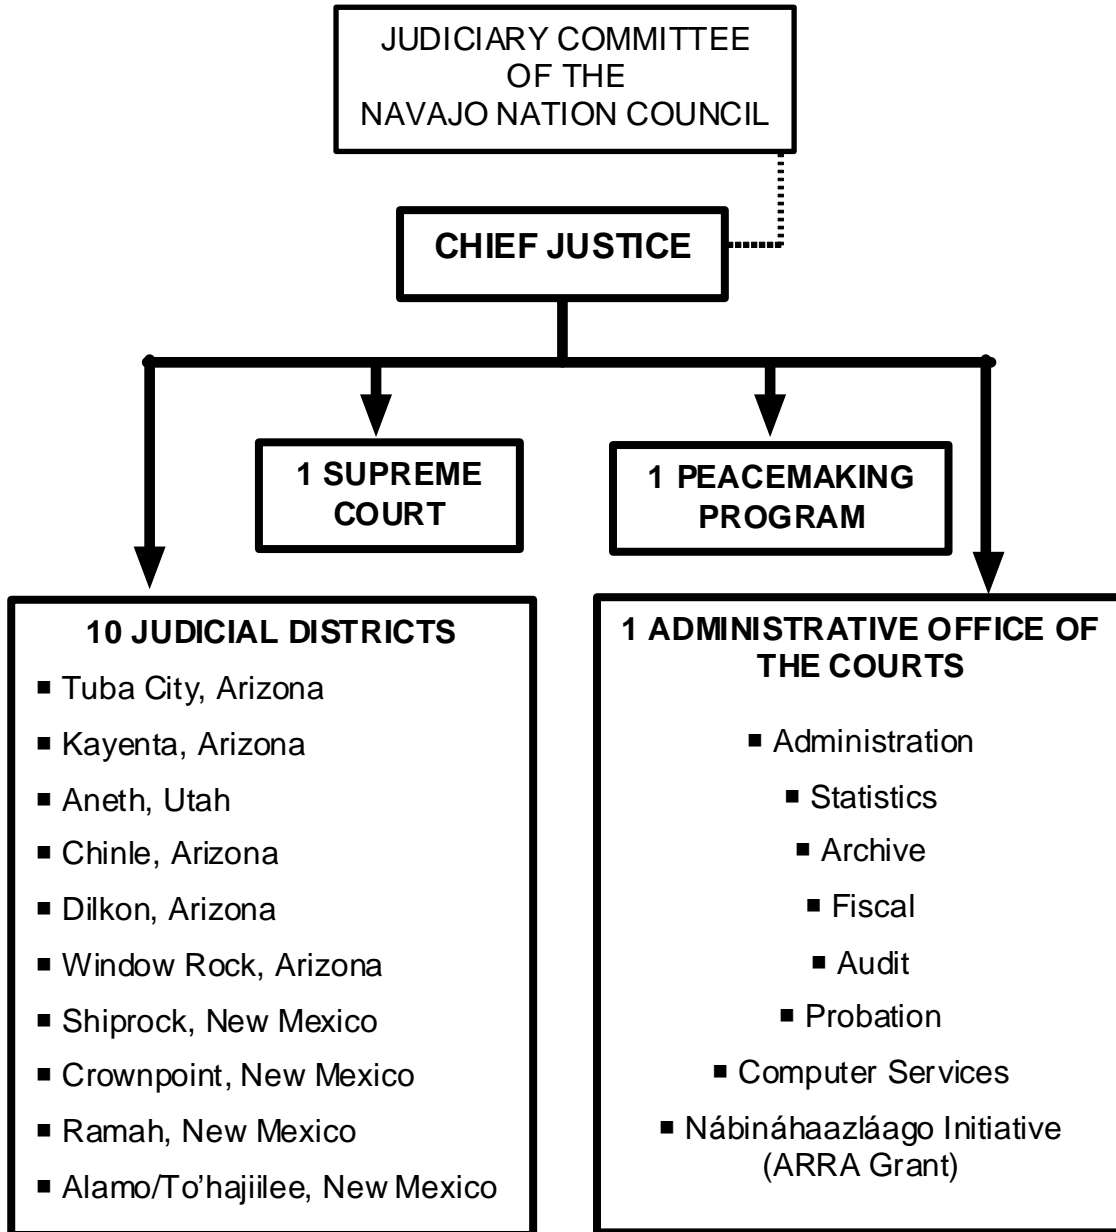 JUDICIARY COMMITTEE
OF THE
NAVAJO NATION COUNCIL
CHIEF JUSTICE
1 SUPREME
COURT
1 PEACEMAKING
PROGRAM
10 JUDICIAL DISTRICTS
▪ Tuba City, Arizona
▪ Kayenta, Arizona
▪ Aneth, Utah
▪ Chinle, Arizona
▪ Dilkon, Arizona
▪ Window Rock, Arizona
▪ Shiprock, New Mexico
▪ Crownpoint, New Mexico
▪ Ramah, New Mexico
▪ Alamo/To’hajiilee, New Mexico
1 ADMINISTRATIVE OFFICE OF
THE COURTS
▪ Administration
▪ Statistics
▪ Archive
▪ Fiscal
▪ Audit
▪ Probation
▪ Computer Services
▪ Nábináhaazláago Initiative
(ARRA Grant)